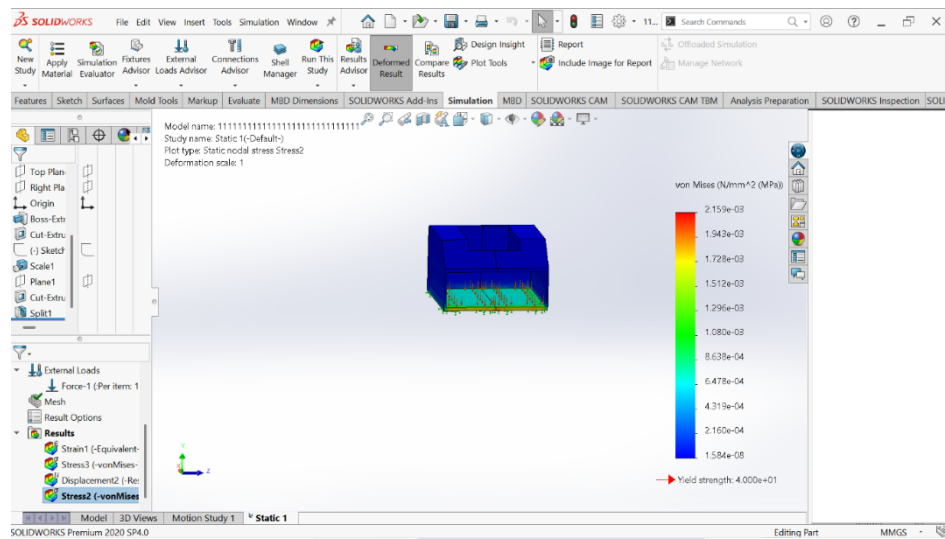 SOLIDWORKS File Edit View Insert Tools Simulation Window 11... Search Commands
New Study
Apply Material
Simulation Evaluator
Fixtures Advisor
External Loads Advisor
Connections Advisor
Shell Manager
Run This Study
Results Advisor
Deformed Result
Compare Results
Design Insight
Plot Tools
Report
Include Image for Report
Offloaded Simulation
Manage Network
Features Sketch Surfaces Mold Tools Markup Evaluate MBD Dimensions SOLIDWORKS Add-Ins Simulation MBD SOLIDWORKS CAM SOLIDWORKS CAM TBM Analysis Preparation SOLIDWORKS Inspection SOLI
Top Plan
Right Pla
Origin
Boss-Extr
Cut-Extru
(-) Sketch
Scale1
Plane1
Cut-Extru
Split1
External Loads
Force-1 (:Per item: 1
Mesh
Result Options
Results
Strain1 (-Equivalent-
Stress3 (-vonMises-
Displacement2 (-Res
Stress2 (-vonMises
Study name: Static 1(-Default-)
Plot type: Static nodal stress Stress2
Deformation scale: 1
von Mises (N/mm^2 (MPa))
2.159e-03
1.943e-03
1.728e-03
1.512e-03
1.296e-03
1.080e-03
8.638e-04
6.478e-04
4.319e-04
2.160e-04
1.584e-08
Yield strength: 4.000e+01
Y
Z
Model 3D Views Motion Study 1 Static 1
SOLIDWORKS Premium 2020 SP4.0 Editing Part MMGS